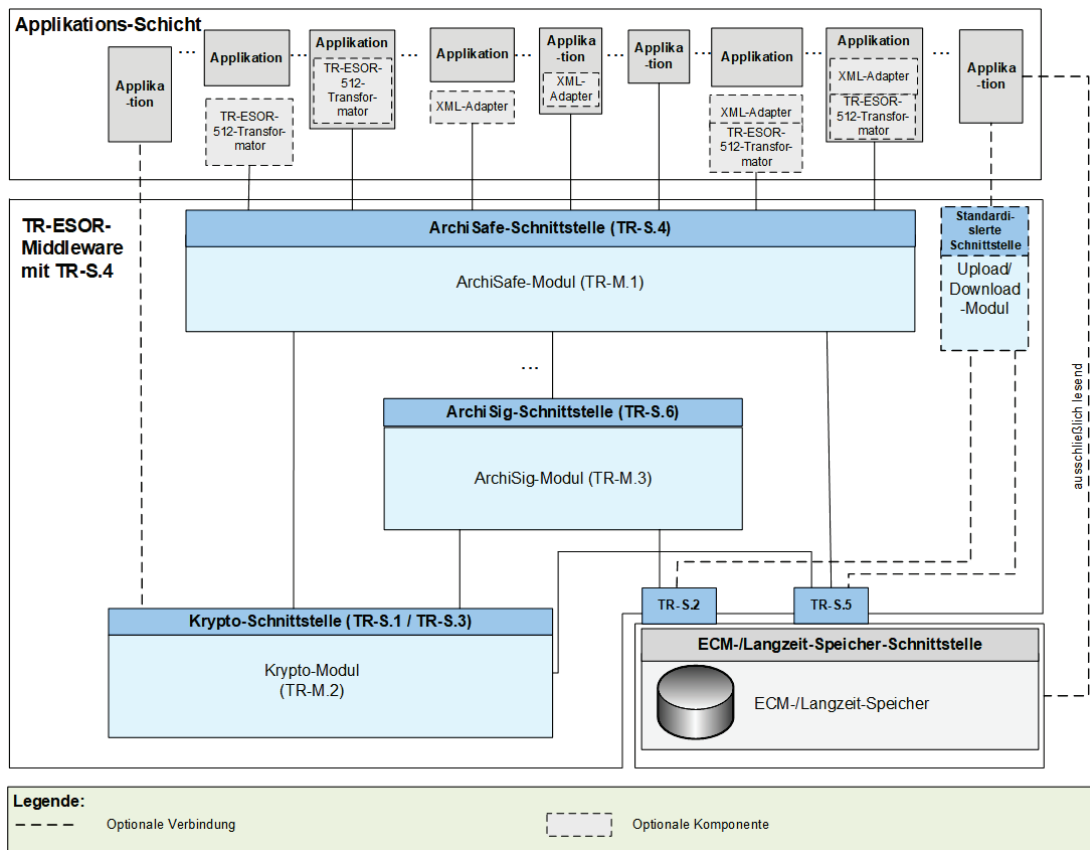 Applikations-Schicht
... ... ... ... ... ... ... ...
Applika
-tion
Applikation
TR-ESOR-
512-Transfor-
mator
Applikation
TR-ESOR-
512-
Transfor-
mator
Applikation
XML-Adapter
Applika
-tion
XML-
Adapter
Applika
-tion
Applikation
XML-Adapter
TR-ESOR-
512-Transfor-
mator
Applikation
XML-Adapter
TR-ESOR-
512-Transfor-
mator
Applika
-tion
TR-ESOR-
Middleware
mit TR-S.4
ArchiSafe-Schnittstelle (TR-S.4)
ArchiSafe-Modul (TR-M.1)
Standardi-
sierte
Schnittstelle
Upload/
Download
-Modul
ausschließlich lesend
...
ArchiSig-Schnittstelle (TR-S.6)
ArchiSig-Modul (TR-M.3)
TR-S.2
TR-S.5
Krypto-Schnittstelle (TR-S.1 / TR-S.3)
Krypto-Modul
(TR-M.2)
ECM-/Langzeit-Speicher-Schnittstelle
ECM-/Langzeit-Speicher
Legende:
Optionale Verbindung
Optionale Komponente